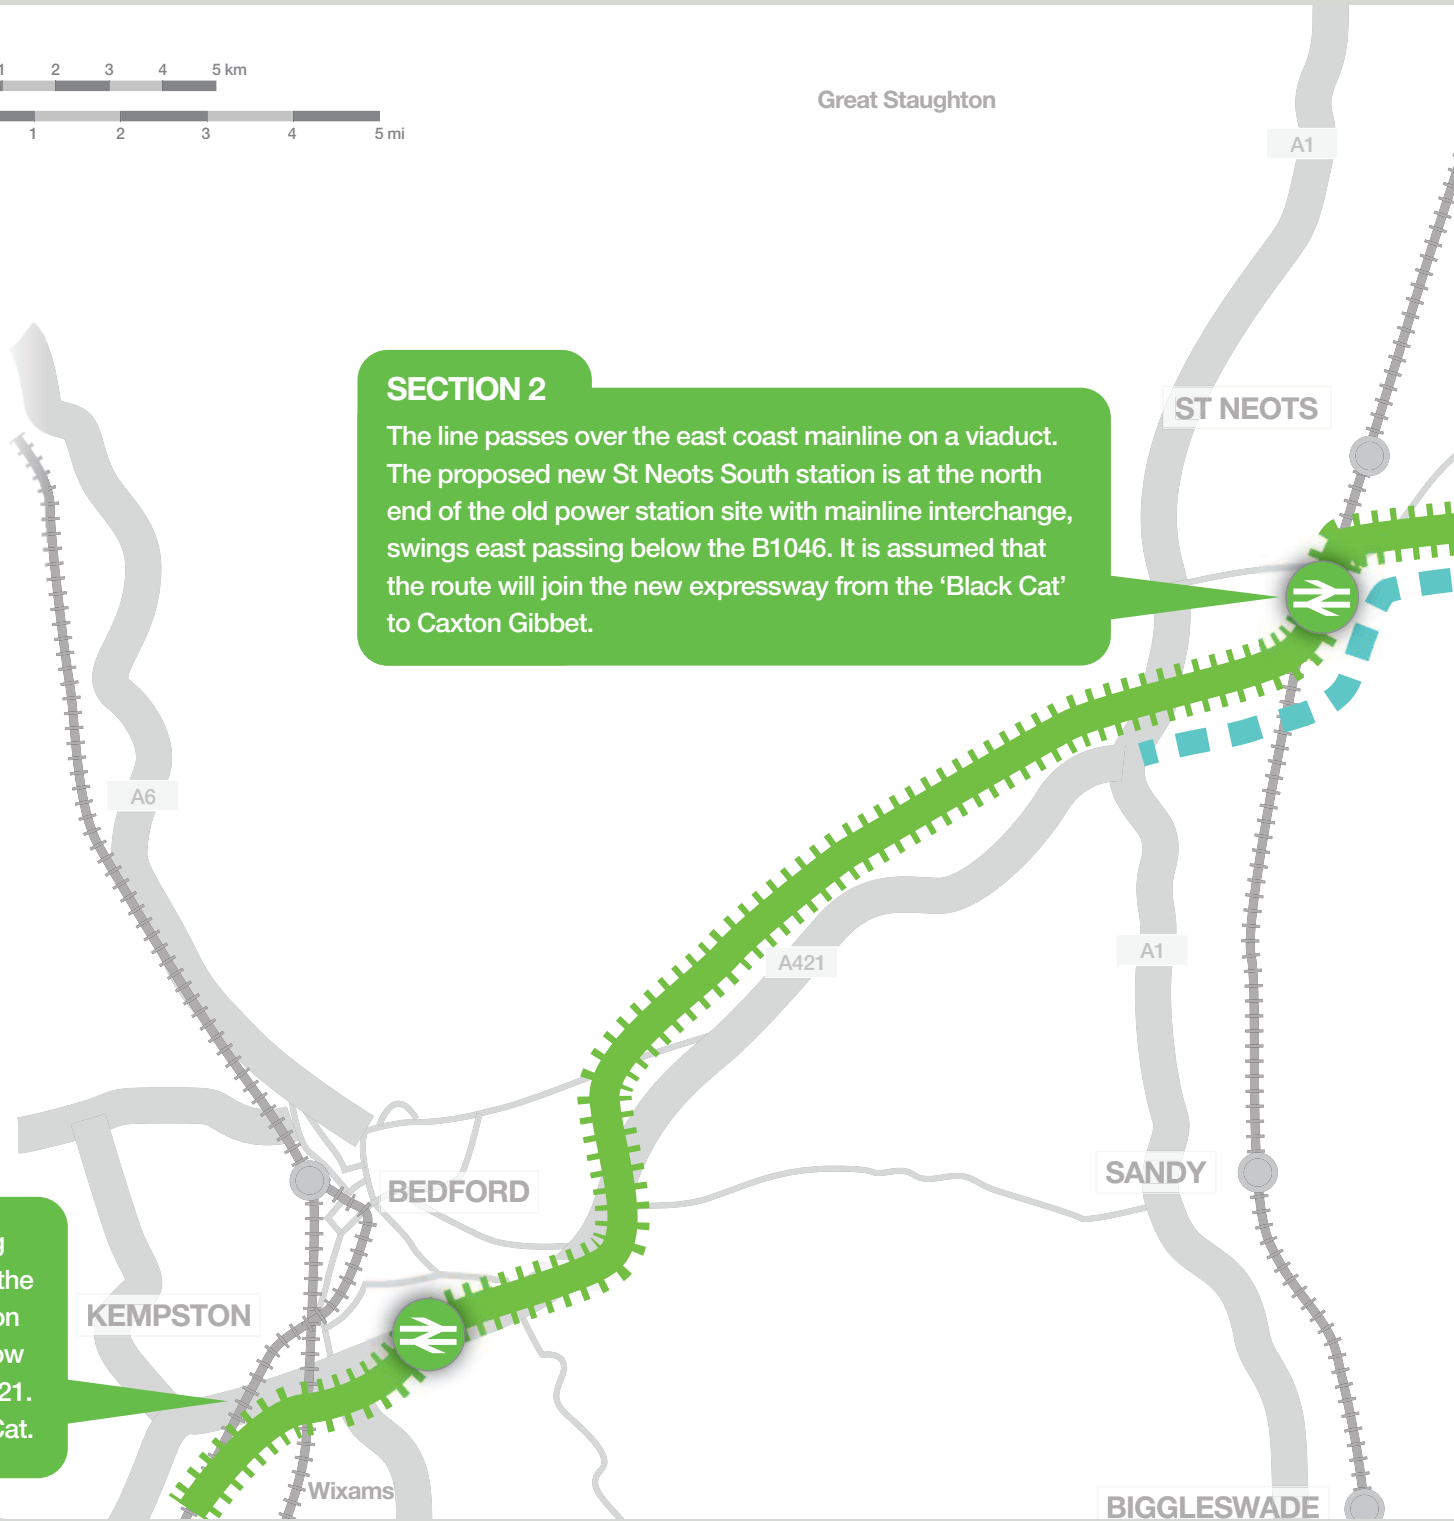 1 2 3 4 5 km
1 2 3 4 5 mi
Great Staughton
A1
SECTION 2
The line passes over the east coast mainline on a viaduct.
The proposed new St Neots South station is at the north
end of the old power station site with mainline interchange,
swings east passing below the B1046. It is assumed that
the route will join the new expressway from the ‘Black Cat’
to Caxton Gibbet.
ST NEOTS
A6
A421
A1
SANDY
BEDFORD
KEMPSTON
g
the
on
ow
21.
Cat.
Wixams
BIGGLESWADE